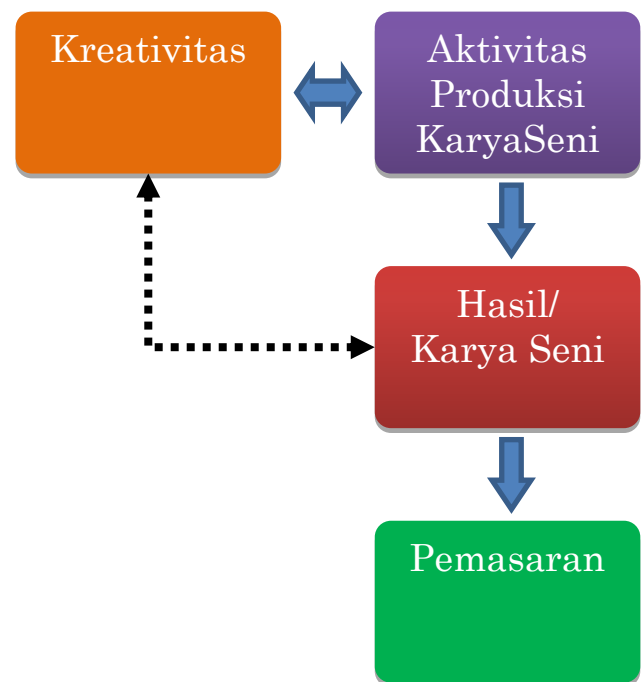 Kreativitas
Aktivitas
Produksi
KaryaSeni
Hasil/
Karya Seni
Pemasaran